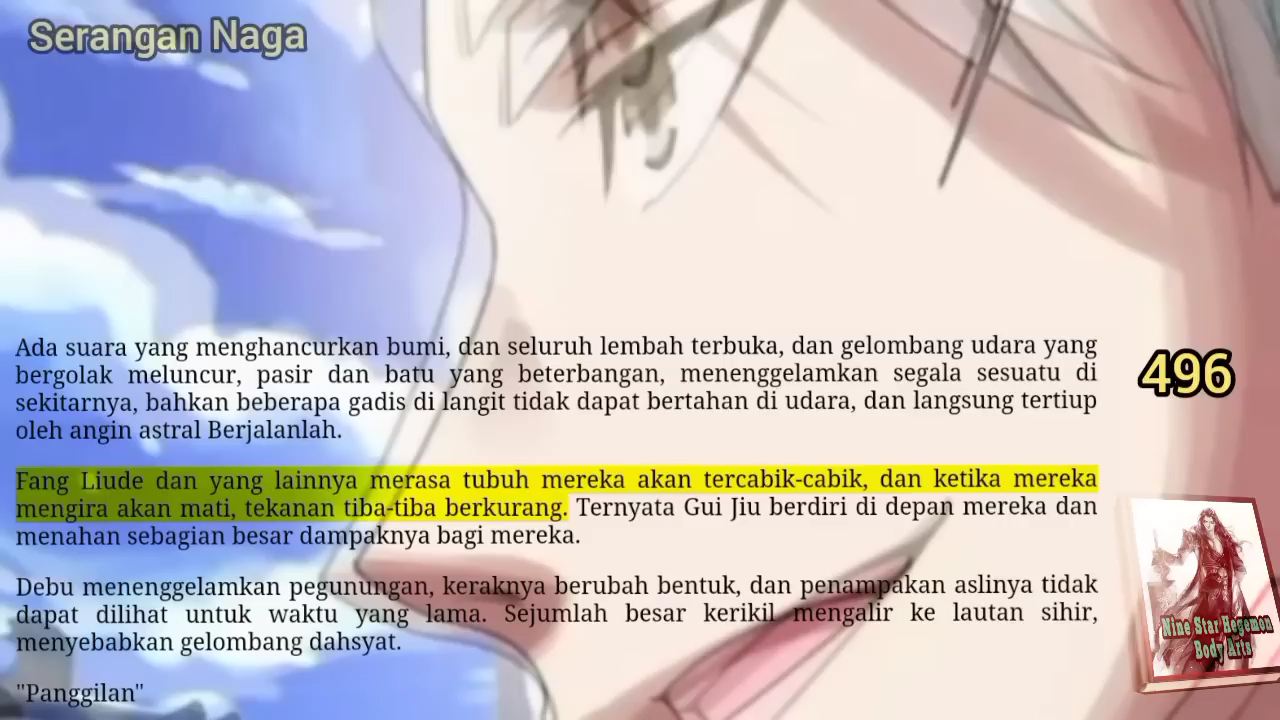 Serangan Naga
Ada suara yang menghancurkan bumi, dan seluruh lembah terbuka, dan gelombang udara yang
bergolak meluncur, pasir dan batu yang beterbangan, menenggelamkan segala sesuatu di
sekitarnya, bahkan beberapa gadis di langit tidak dapat bertahan di udara, dan langsung tertiup
oleh angin astral Berjalanlah.
496
Fang Liude dan yang lainnya merasa tubuh mereka akan tercabik-cabik, dan ketika mereka
mengira akan mati, tekanan tiba-tiba berkurang. Ternyata Gui Jiu berdiri di depan mereka dan
menahan sebagian besar dampaknya bagi mereka.
Debu menenggelamkan pegunungan, keraknya berubah bentuk, dan penampakan aslinya tidak
dapat dilihat untuk waktu yang lama. Sejumlah besar kerikil mengalir ke lautan sihir,
menyebabkan gelombang dahsyat.
"Panggilan"
Nine Star Hegemon
Body Arts